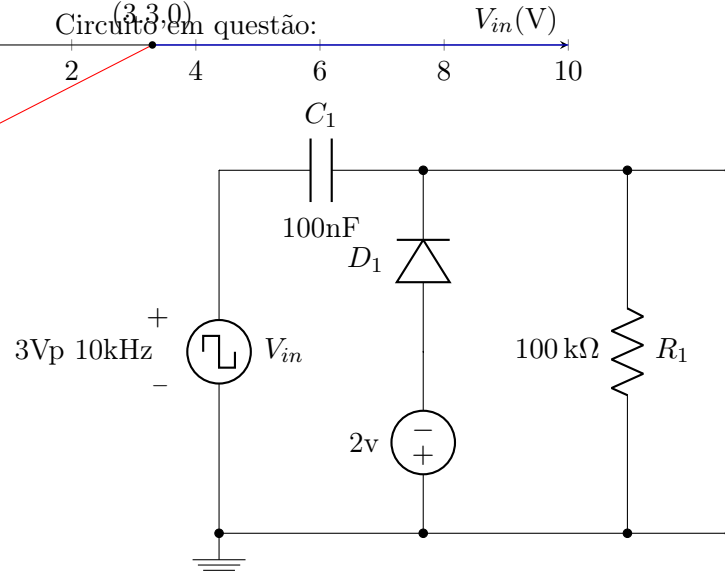 (3.3,0)
Circuito em questão:
V_in(V)
2 4 6 8 10
C_1
100nF
D_1
+
3Vp 10kHz
V_in
−
100 kΩ
R_1
2v
−
+